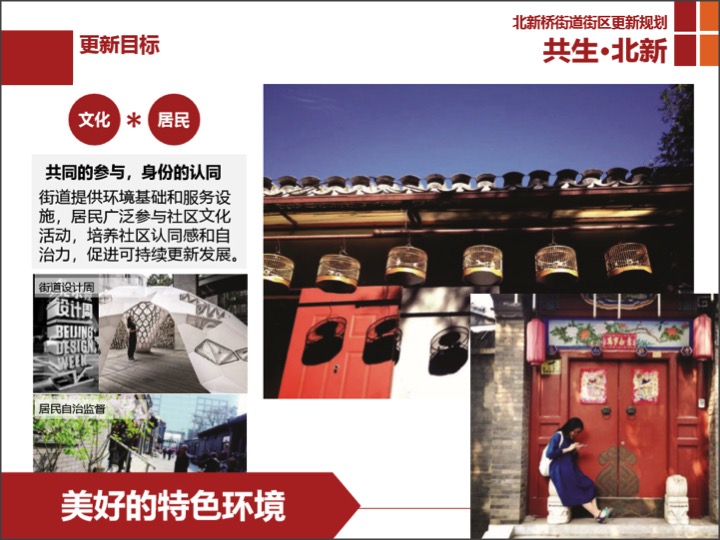 更新目标
北新桥街道街区更新规划
共生·北新
文化 * 居民
共同的参与，身份的认同
街道提供环境基础和服务设
施，居民广泛参与社区文化
活动，培养社区认同感和自
治力，促进可持续更新发展。
街道设计周
设计周
BEIJING
DESIGN
WEEK
居民自治监督
美好的特色环境